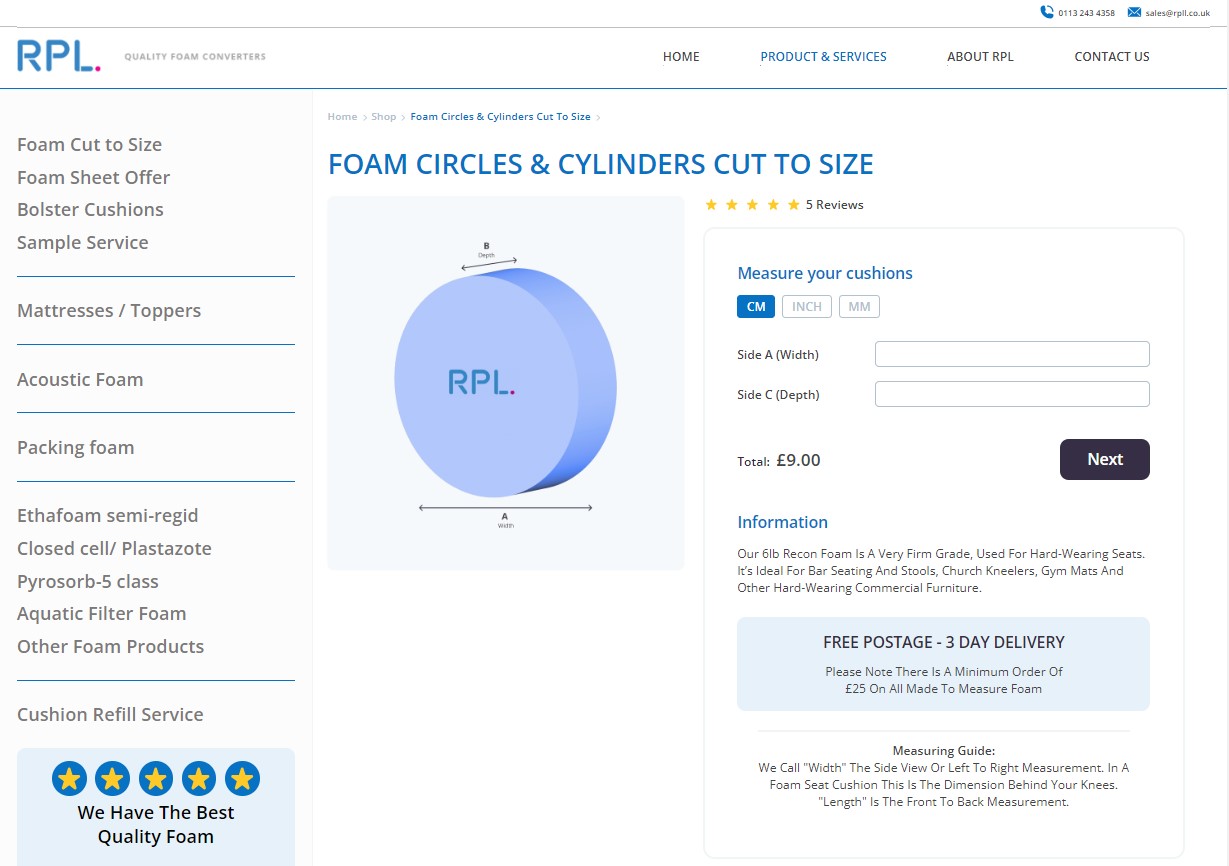 0113 243 4358 sales@rpll.co.uk
RPL. QUALITY FOAM CONVERTERS HOME PRODUCT & SERVICES ABOUT RPL CONTACT US
Home > Shop > Foam Circles & Cylinders Cut To Size >
Foam Cut to Size
Foam Sheet Offer
Bolster Cushions
Sample Service
Mattresses / Toppers
Acoustic Foam
Packing foam
Ethafoam semi-regid
Closed cell/ Plastazote
Pyrosorb-5 class
Aquatic Filter Foam
Other Foam Products
Cushion Refill Service
We Have The Best
Quality Foam
FOAM CIRCLES & CYLINDERS CUT TO SIZE
B
Depth
RPL.
A
Width
5 Reviews
Measure your cushions
CM INCH MM
Side A (Width)
Side C (Depth)
Total: £9.00 Next
Information
Our 6lb Recon Foam Is A Very Firm Grade, Used For Hard-Wearing Seats.
It’s Ideal For Bar Seating And Stools, Church Kneelers, Gym Mats And
Other Hard-Wearing Commercial Furniture.
FREE POSTAGE - 3 DAY DELIVERY
Please Note There Is A Minimum Order Of
£25 On All Made To Measure Foam
Measuring Guide:
We Call "Width" The Side View Or Left To Right Measurement. In A
Foam Seat Cushion This Is The Dimension Behind Your Knees.
"Length" Is The Front To Back Measurement.